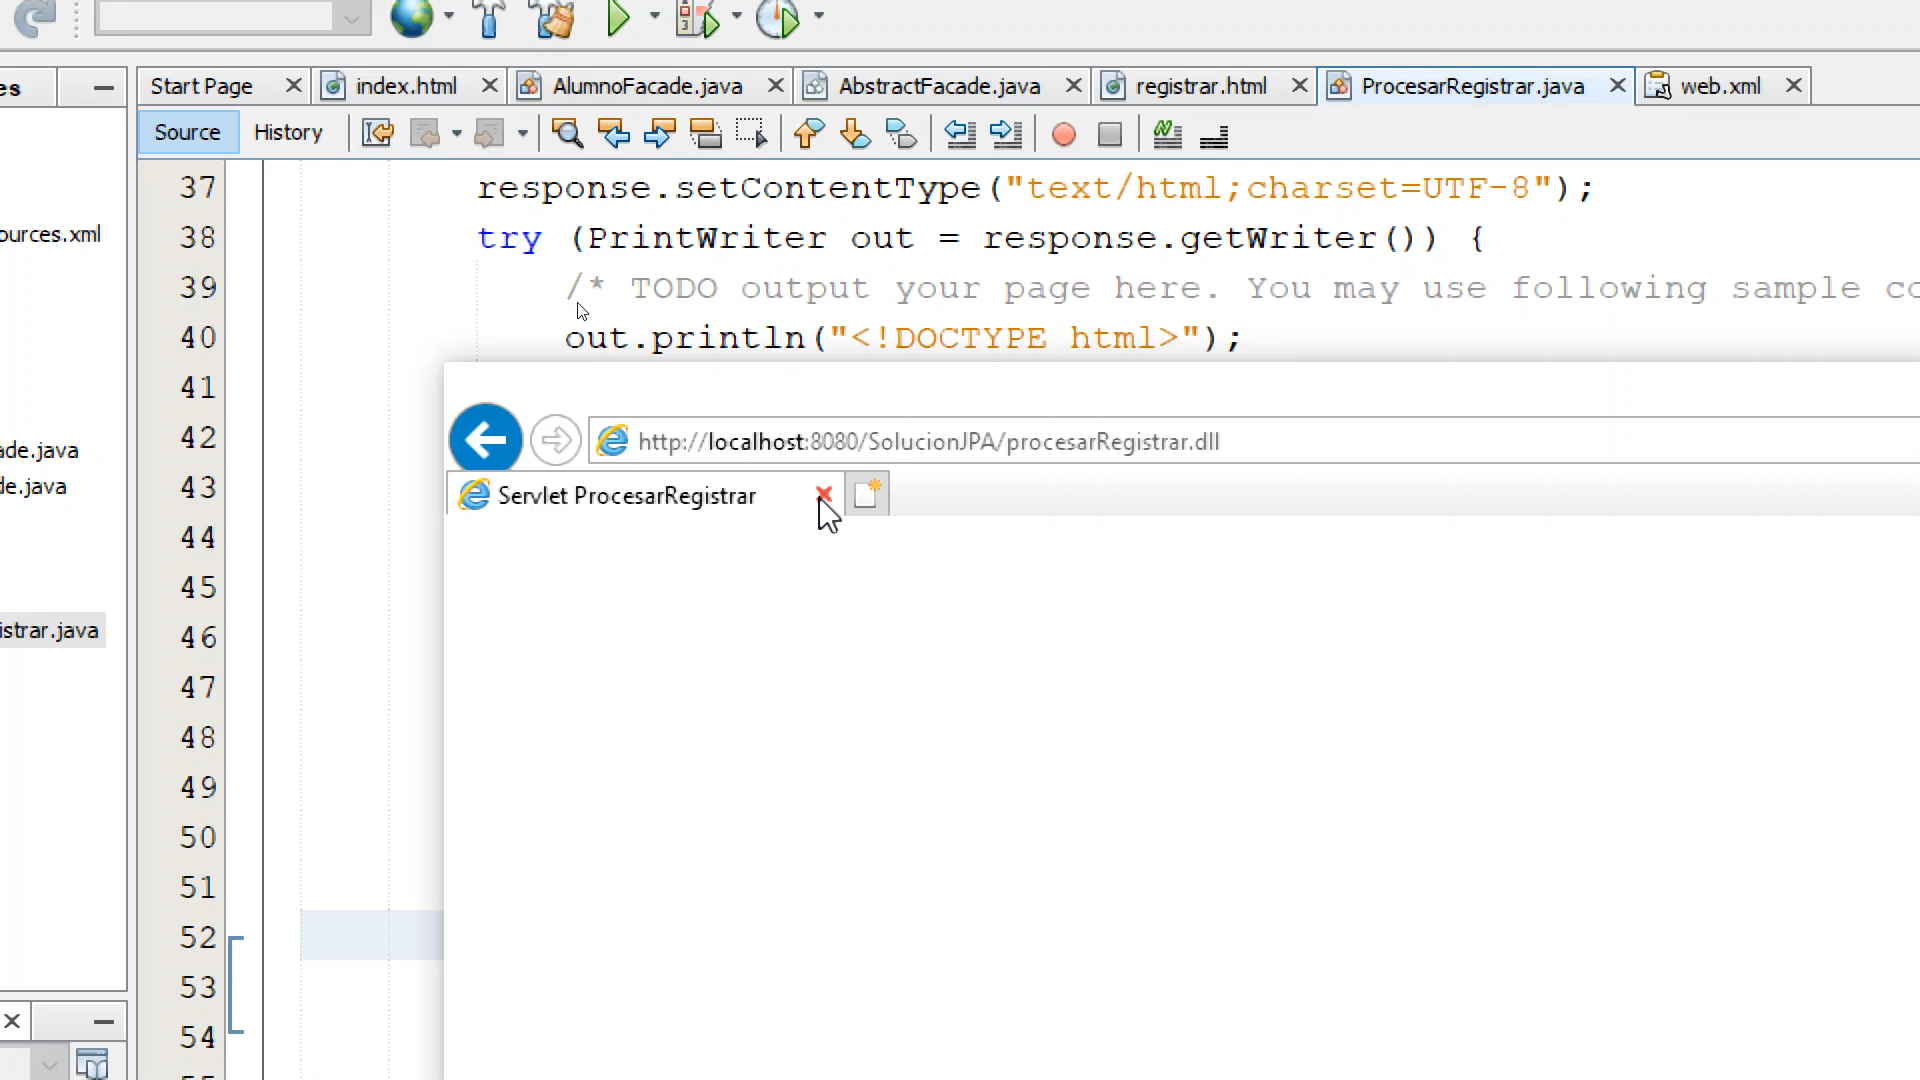 es
Start Page index.html AlumnoFacade.java AbstractFacade.java registrar.html ProcesarRegistrar.java web.xml
Source History
ources.xml
ade.java
de.java
istrar.java
37 response.setContentType("text/html;charset=UTF-8");
38 try (PrintWriter out = response.getWriter()) {
39 /* TODO output your page here. You may use following sample co
40 out.println("<!DOCTYPE html>");
41
42
43
44
45
46
47
48
49
50
51
52
53
54
http://localhost:8080/SolucionJPA/procesarRegistrar.dll
Servlet ProcesarRegistrar